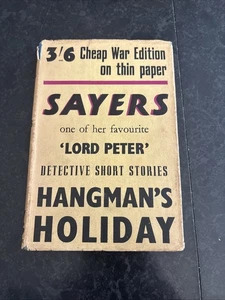 3/6 Cheap War Edition
on thin paper
SAYERS
one of her favourite
'LORD PETER'
DETECTIVE SHORT STORIES
HANGMAN'S
HOLIDAY